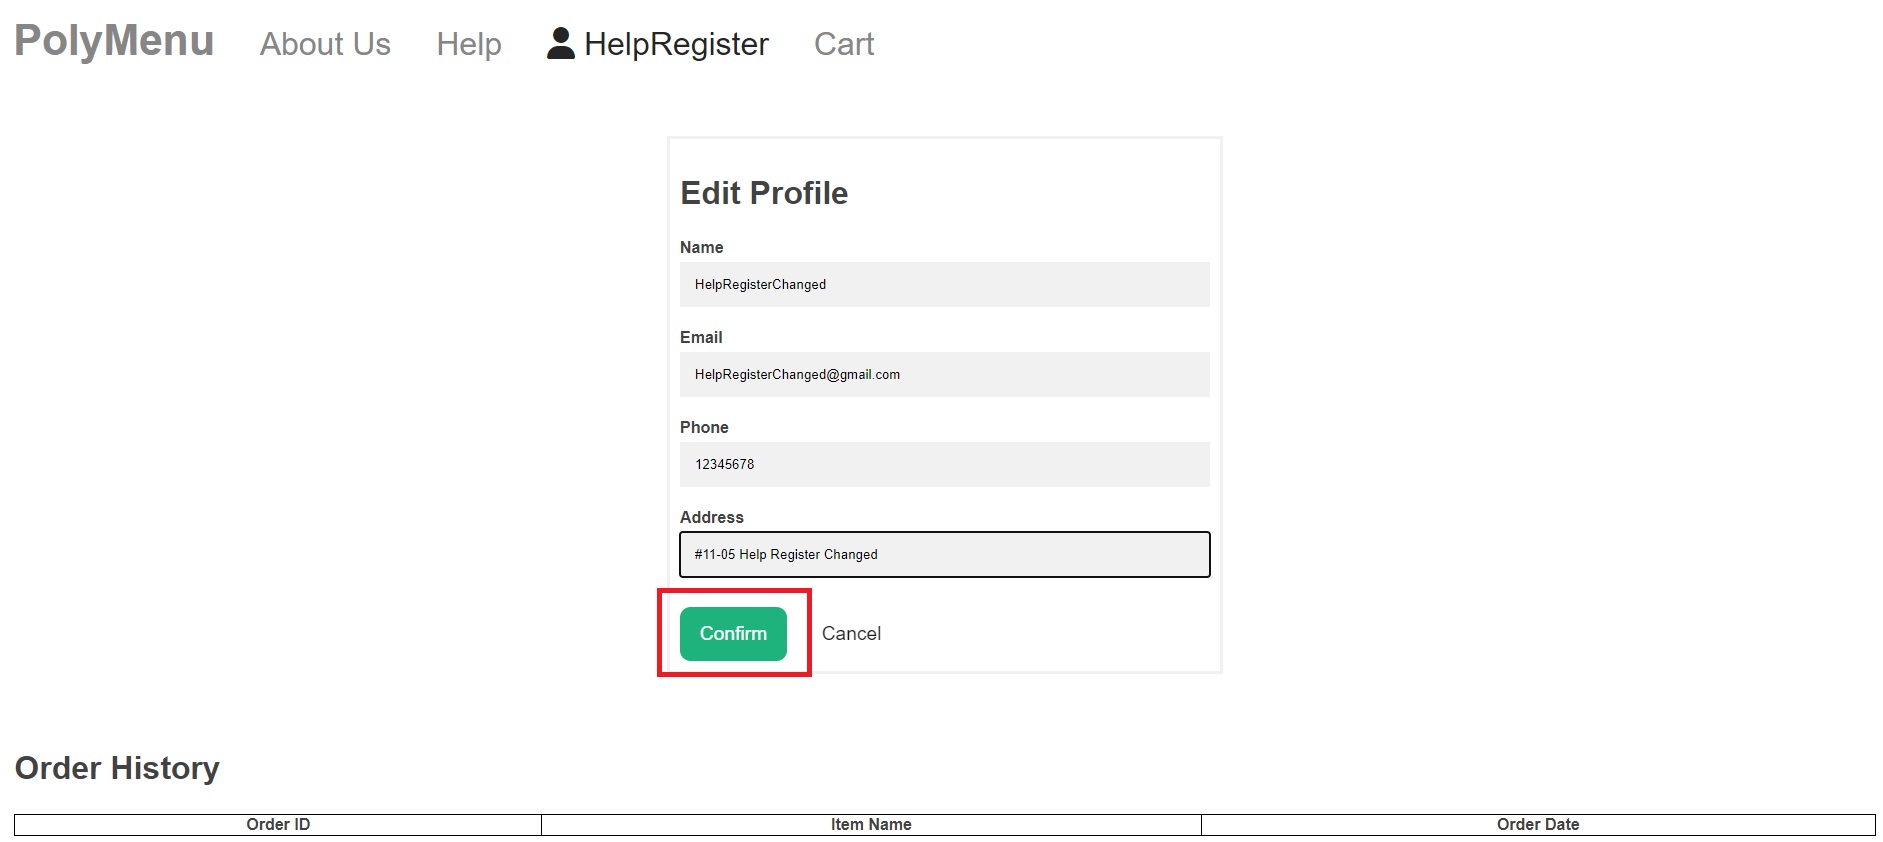 PolyMenu About Us Help HelpRegister Cart
Edit Profile
Name
HelpRegisterChanged
Email
HelpRegisterChanged@gmail.com
Phone
12345678
Address
#11-05 Help Register Changed
Confirm Cancel
Order History
Order ID Item Name Order Date